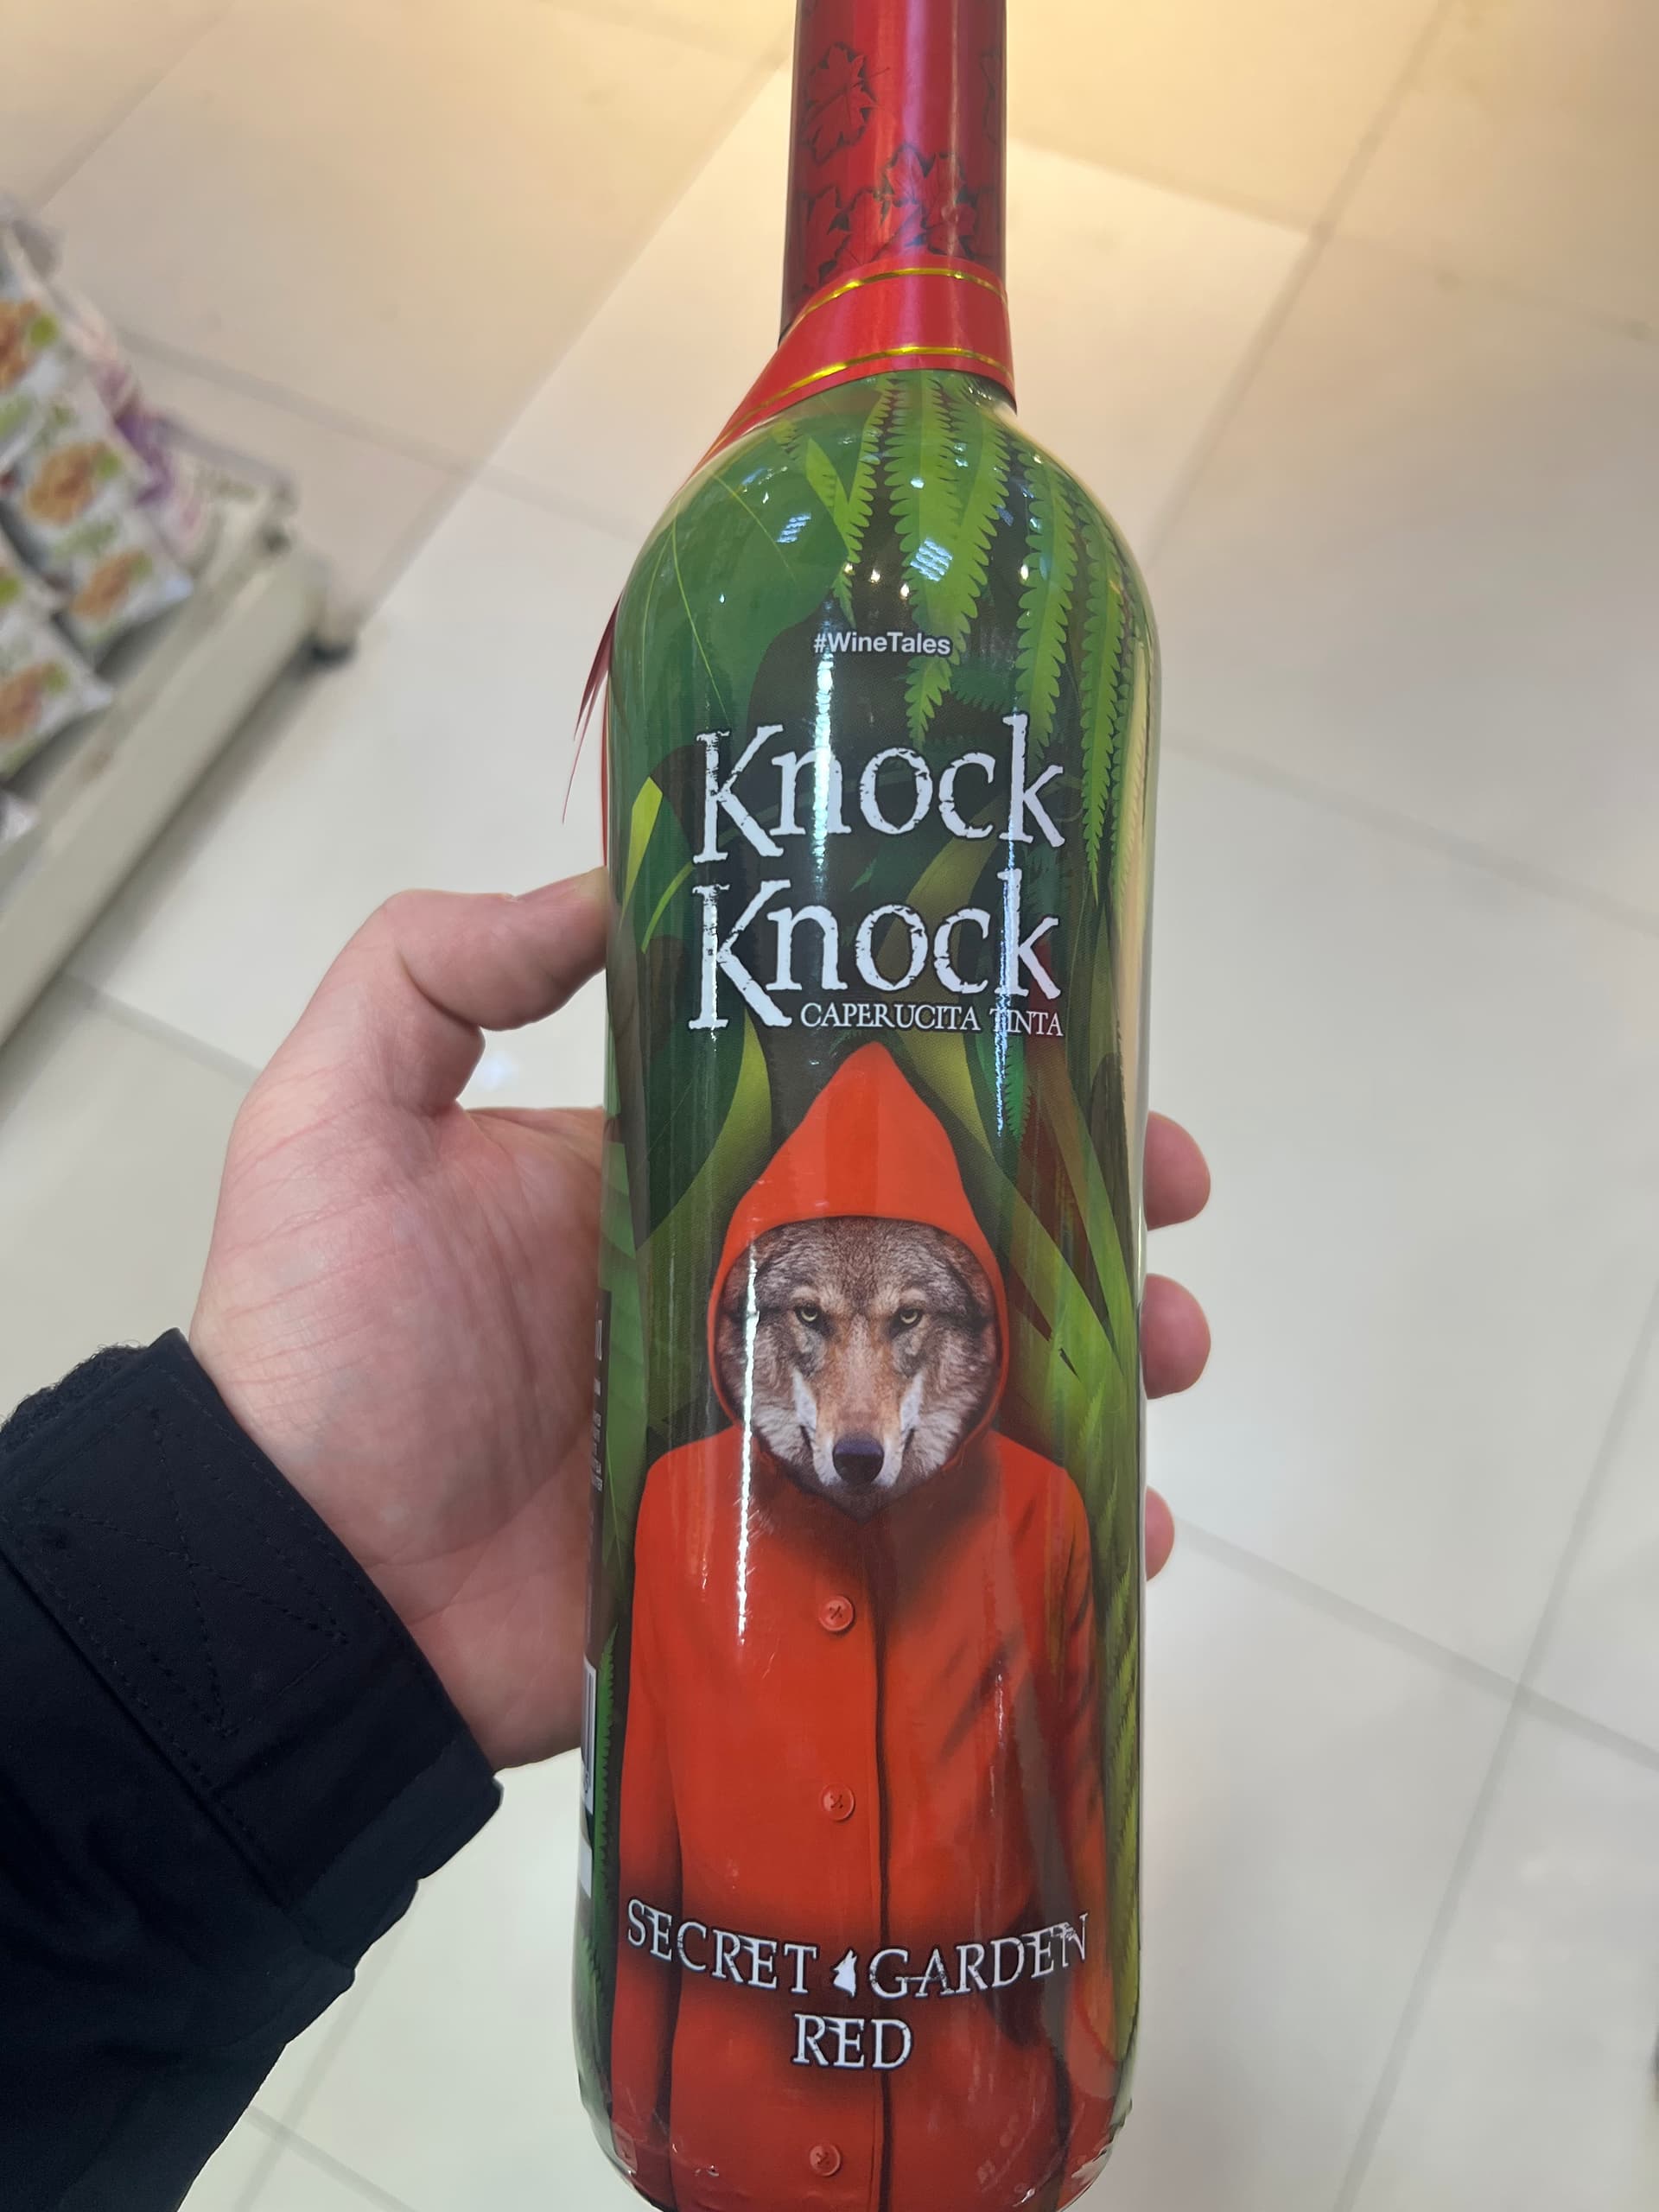 #WineTales
Knock
Knock
CAPERUCITA TINTA
SECRET GARDEN
RED